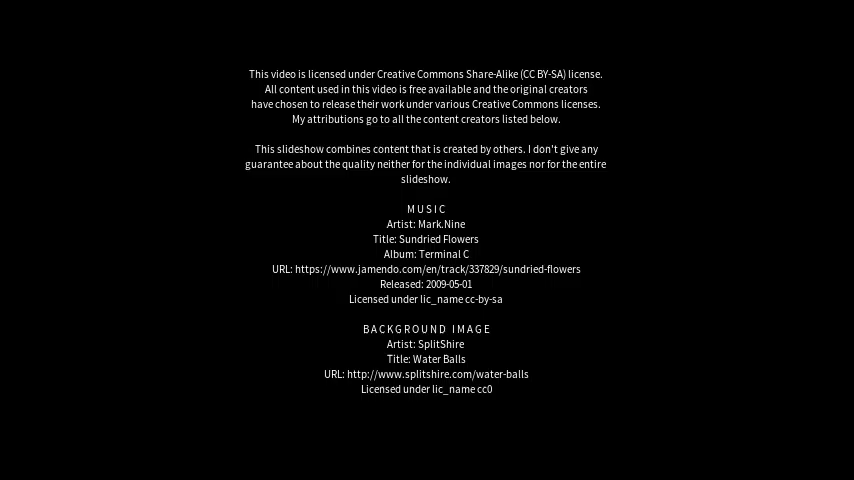 This video is licensed under Creative Commons Share-Alike (CC BY-SA) license.
All content used in this video is free available and the original creators
have chosen to release their work under various Creative Commons licenses.
My attributions go to all the content creators listed below.
This slideshow combines content that is created by others. I don't give any
guarantee about the quality neither for the individual images nor for the entire
slideshow.
MUSIC
Artist: Mark.Nine
Title: Sundried Flowers
Album: Terminal C
URL: https://www.jamendo.com/en/track/337829/sundried-flowers
Released: 2009-05-01
Licensed under lic_name cc-by-sa
BACKGROUND IMAGE
Artist: SplitShire
Title: Water Balls
URL: http://www.splitshire.com/water-balls
Licensed under lic_name cc0